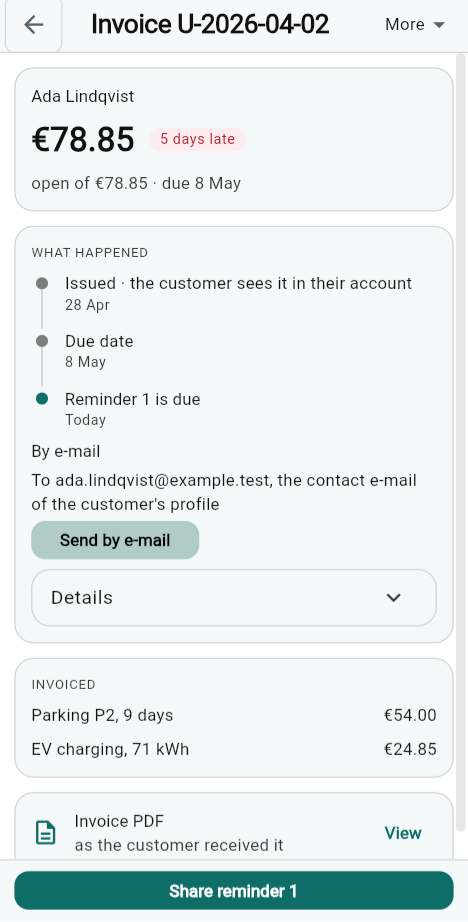 Invoice U-2026-04-02
More
Ada Lindqvist
€78.85
5 days late
open of €78.85 · due 8 May
WHAT HAPPENED
Issued · the customer sees it in their account
28 Apr
Due date
8 May
Reminder 1 is due
Today
By e-mail
To ada.lindqvist@example.test, the contact e-mail
of the customer's profile
Send by e-mail
Details
INVOICED
Parking P2, 9 days €54.00
EV charging, 71 kWh €24.85
Invoice PDF
as the customer received it
View
Share reminder 1